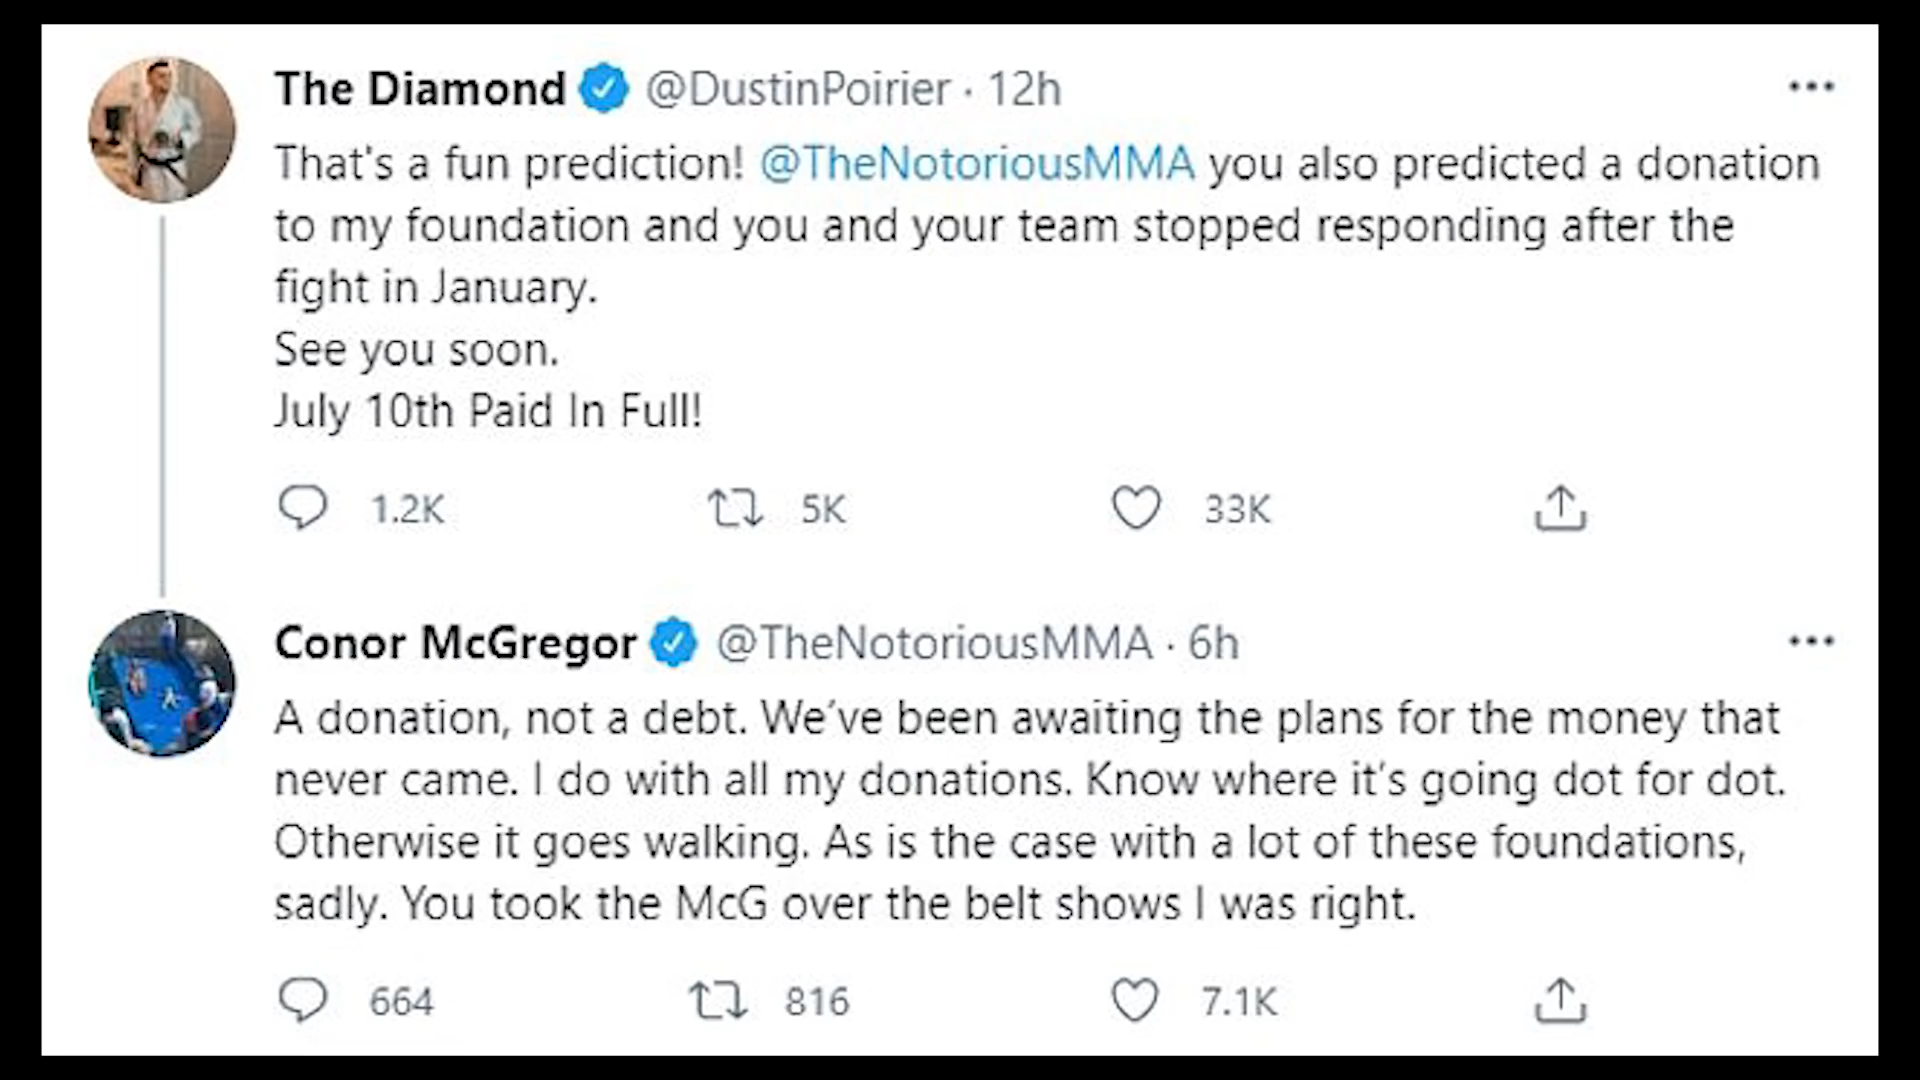 The Diamond @DustinPoirier · 12h
That's a fun prediction! @TheNotoriousMMA you also predicted a donation
to my foundation and you and your team stopped responding after the
fight in January.
See you soon.
July 10th Paid In Full!
1.2K 5K 33K
Conor McGregor @TheNotoriousMMA · 6h
A donation, not a debt. We’ve been awaiting the plans for the money that
never came. I do with all my donations. Know where it’s going dot for dot.
Otherwise it goes walking. As is the case with a lot of these foundations,
sadly. You took the McG over the belt shows I was right.
664 816 7.1K